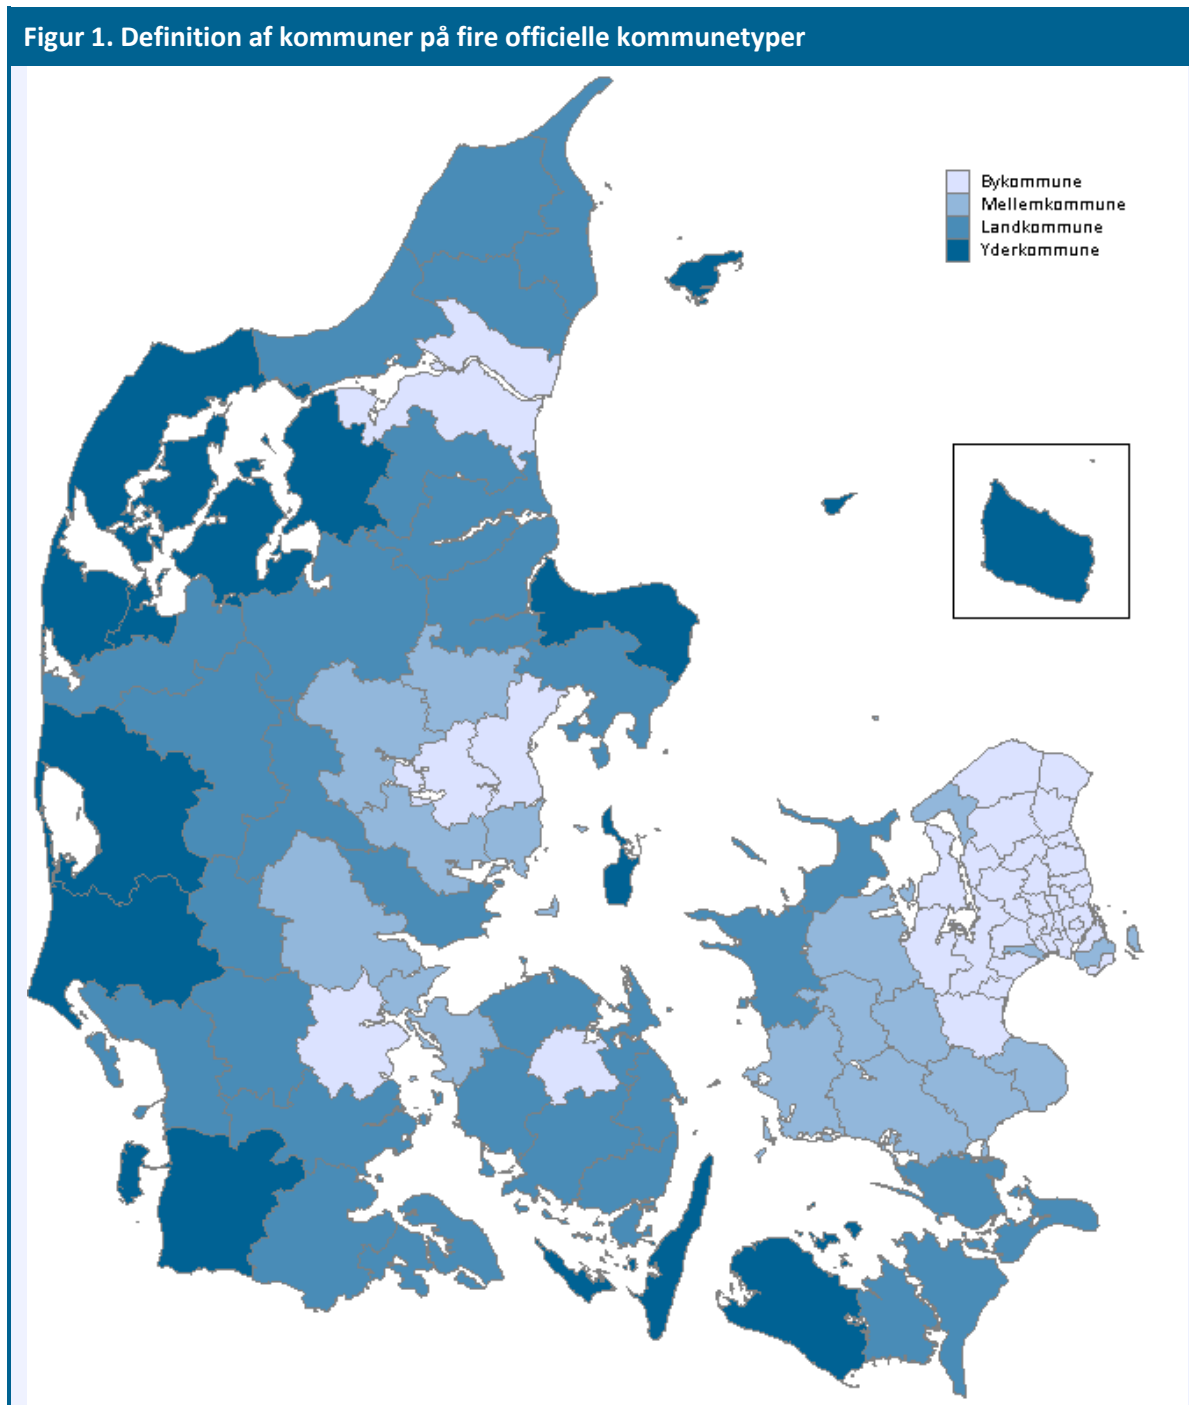 Figur 1. Definition af kommuner på fire officielle kommunetyper
Bykommune
Mellemkommune
Landkommune
Yderkommune